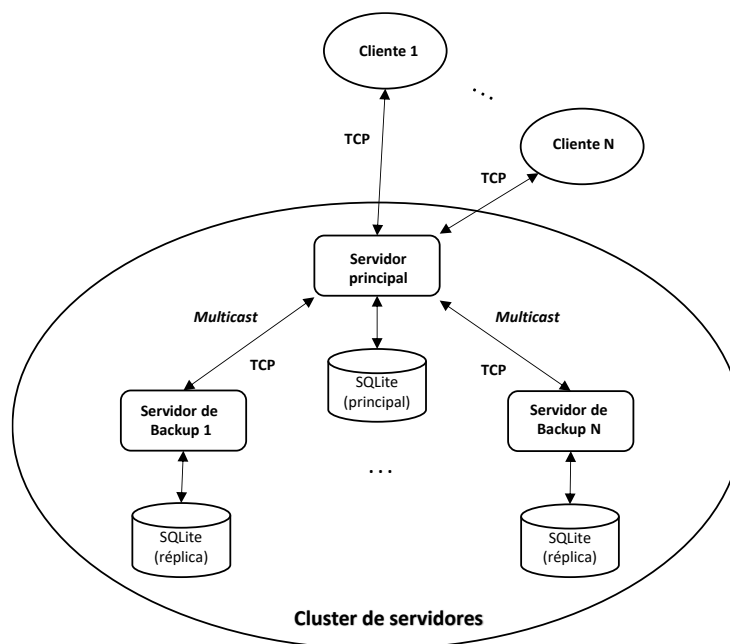 Cliente 1
. . .
TCP
Cliente N
TCP
Servidor
principal
Multicast
Multicast
TCP
TCP
SQLite
(principal)
Servidor de
Backup 1
Servidor de
Backup N
. . .
SQLite
(réplica)
SQLite
(réplica)
Cluster de servidores